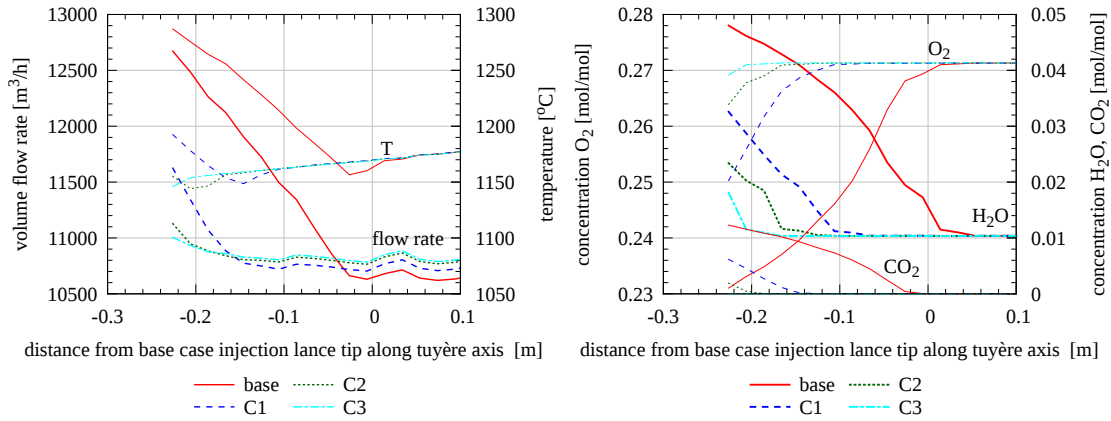 13000
12500
12000
11500
11000
10500
volume flow rate [m³/h]
1300
1250
1200
1150
1100
1050
temperature [°C]
T
flow rate
-0.3 -0.2 -0.1 0 0.1
distance from base case injection lance tip along tuyère axis [m]
base C2
C1 C3
0.28
0.27
0.26
0.25
0.24
0.23
concentration O₂ [mol/mol]
0.05
0.04
0.03
0.02
0.01
0
concentration H₂O, CO₂ [mol/mol]
O₂
H₂O
CO₂
-0.3 -0.2 -0.1 0 0.1
distance from base case injection lance tip along tuyère axis [m]
base C2
C1 C3